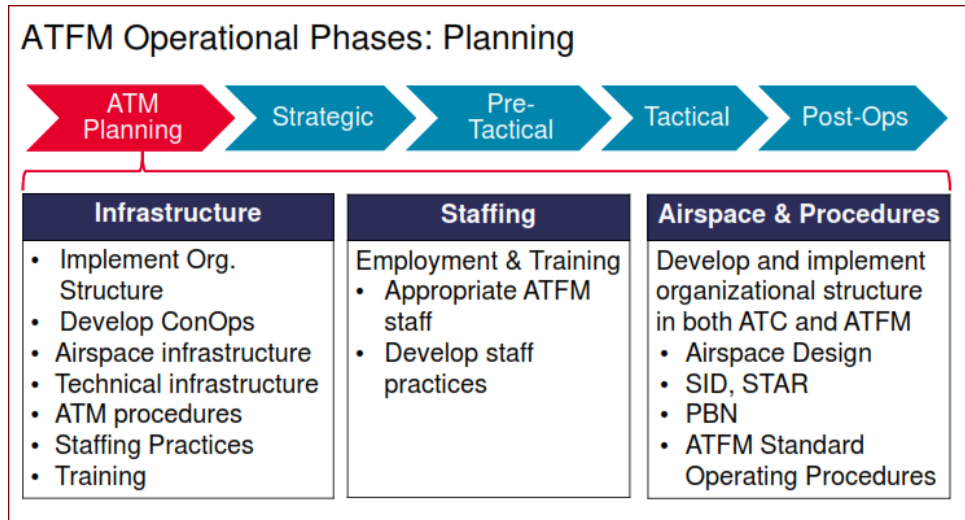 ATFM Operational Phases: Planning
ATM
Planning
Strategic
Pre-
Tactical
Tactical
Post-Ops
Infrastructure
• Implement Org.
Structure
• Develop ConOps
• Airspace infrastructure
• Technical infrastructure
• ATM procedures
• Staffing Practices
• Training
Staffing
Employment & Training
• Appropriate ATFM
staff
• Develop staff
practices
Airspace & Procedures
Develop and implement
organizational structure
in both ATC and ATFM
• Airspace Design
• SID, STAR
• PBN
• ATFM Standard
Operating Procedures